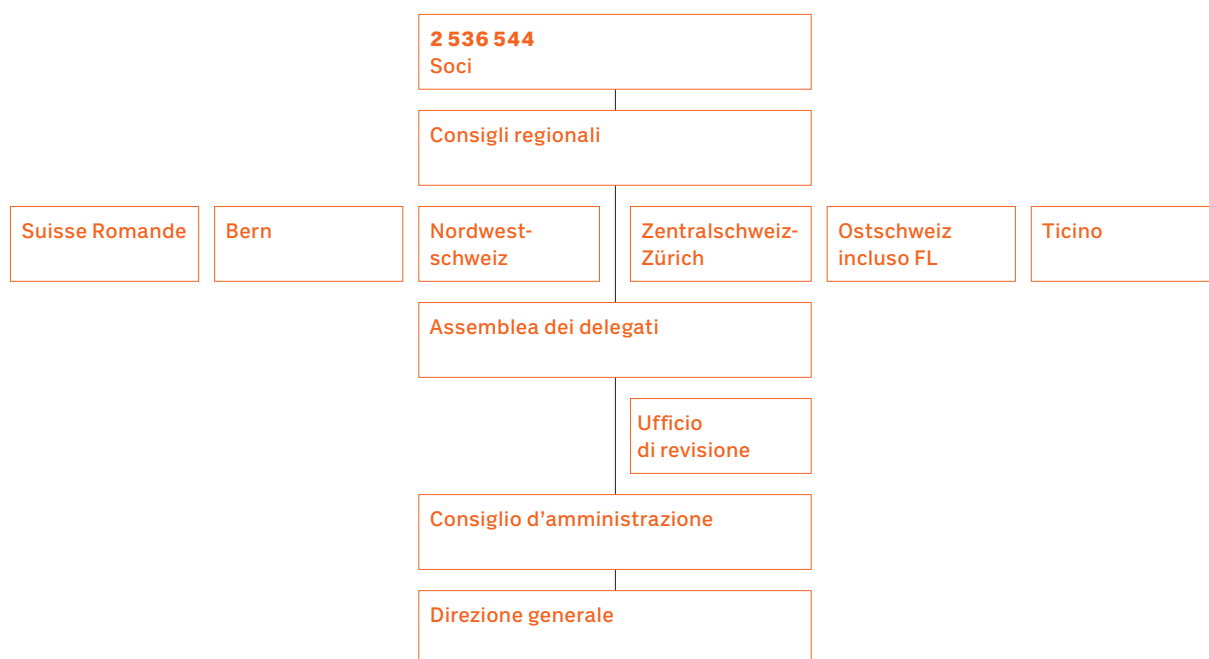 2 536 544
Soci
Consigli regionali
Suisse Romande
Bern
Nordwest-
schweiz
Zentralschweiz-
Zürich
Ostschweiz
incluso FL
Ticino
Assemblea dei delegati
Ufficio
di revisione
Consiglio d’amministrazione
Direzione generale